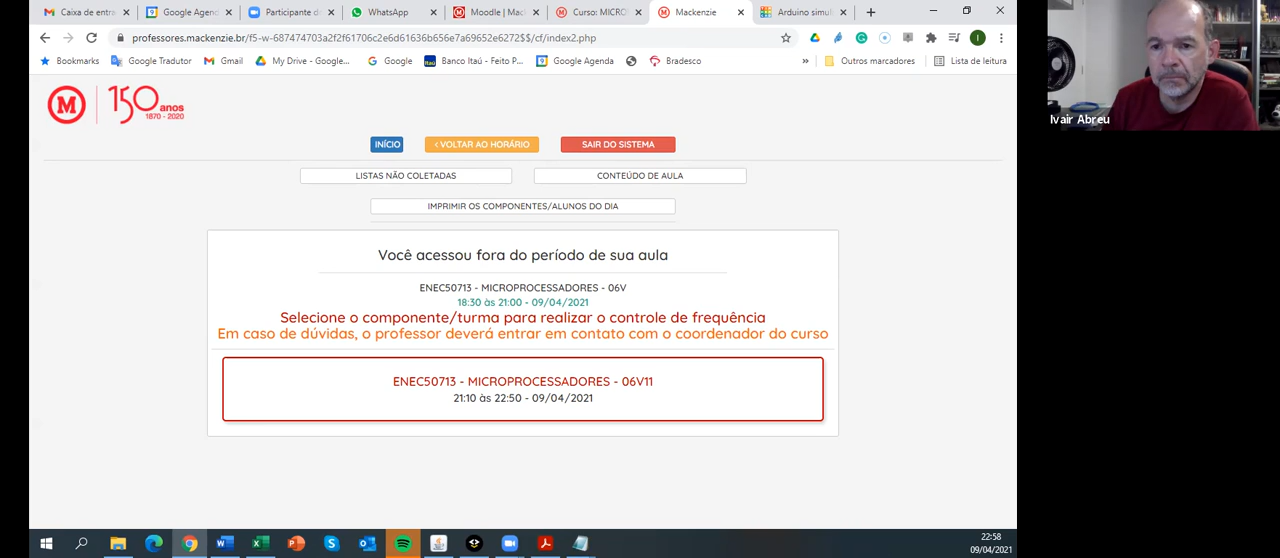 Caixa de entra
Google Agend
Participante d
WhatsApp
Moodle | Mac
Curso: MICRO
Mackenzie
Arduino simul
professores.mackenzie.br/f5-w-687474703a2f2f61706c2e6d61636b656e7a69652e6272$$/cf/index2.php
Bookmarks
Google Tradutor
Gmail
My Drive - Google...
Google
Banco Itaú - Feito P...
Google Agenda
Bradesco
»
Outros marcadores
Lista de leitura
Ivair Abreu
M 150 anos
1870 - 2020
INÍCIO
< VOLTAR AO HORÁRIO
SAIR DO SISTEMA
LISTAS NÃO COLETADAS
CONTEÚDO DE AULA
IMPRIMIR OS COMPONENTES/ALUNOS DO DIA
Você acessou fora do período de sua aula
ENEC50713 - MICROPROCESSADORES - 06V
18:30 às 21:00 - 09/04/2021
Selecione o componente/turma para realizar o controle de frequência
Em caso de dúvidas, o professor deverá entrar em contato com o coordenador do curso
ENEC50713 - MICROPROCESSADORES - 06V11
21:10 às 22:50 - 09/04/2021
22:58
09/04/2021